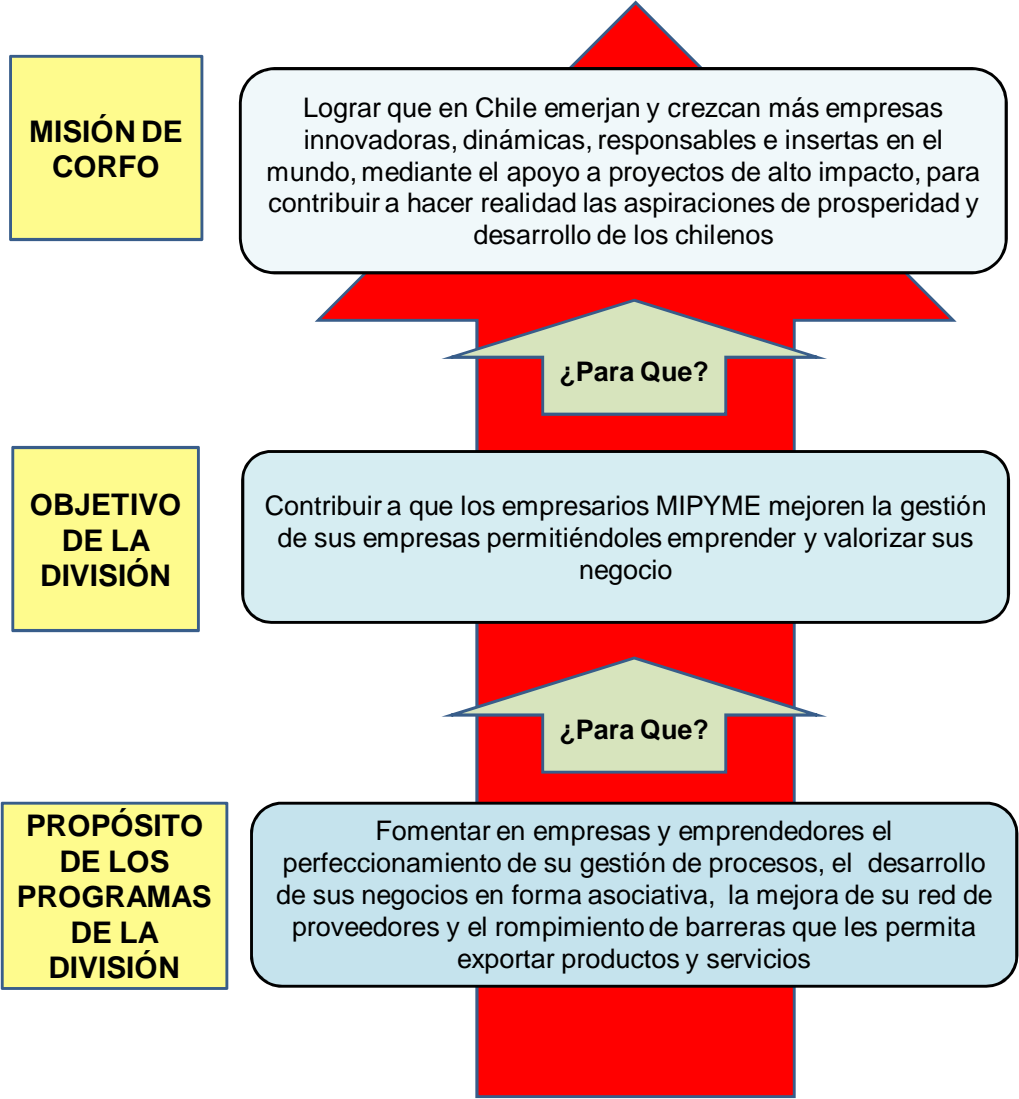 MISIÓN DE
CORFO
Lograr que en Chile emerjan y crezcan más empresas
innovadoras, dinámicas, responsables e insertas en el
mundo, mediante el apoyo a proyectos de alto impacto, para
contribuir a hacer realidad las aspiraciones de prosperidad y
desarrollo de los chilenos
¿Para Que?
OBJETIVO
DE LA
DIVISIÓN
Contribuir a que los empresarios MIPYME mejoren la gestión
de sus empresas permitiéndoles emprender y valorizar sus
negocio
¿Para Que?
PROPÓSITO
DE LOS
PROGRAMAS
DE LA
DIVISIÓN
Fomentar en empresas y emprendedores el
perfeccionamiento de su gestión de procesos, el desarrollo
de sus negocios en forma asociativa, la mejora de su red de
proveedores y el rompimiento de barreras que les permita
exportar productos y servicios